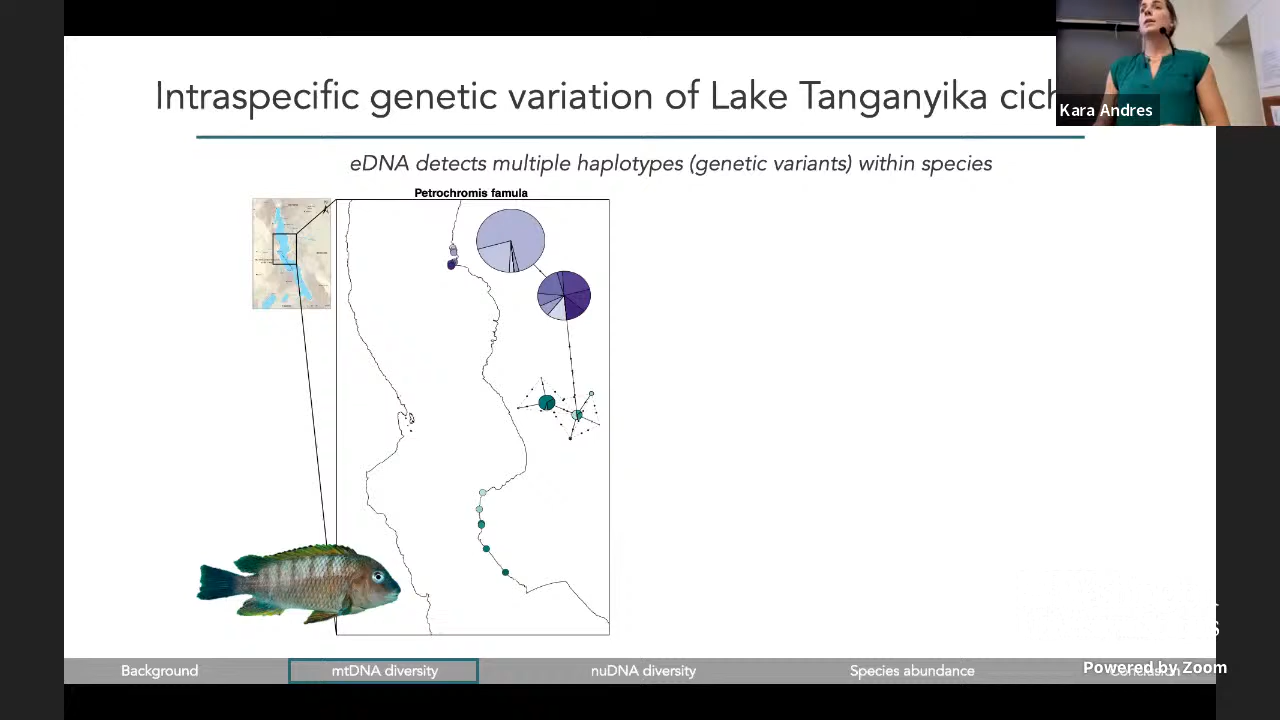 Intraspecific genetic variation of Lake Tanganyika cich
Kara Andres
eDNA detects multiple haplotypes (genetic variants) within species
Petrochromis famula
Background
mtDNA diversity
nuDNA diversity
Species abundance
Conclusion
Powered by Zoom